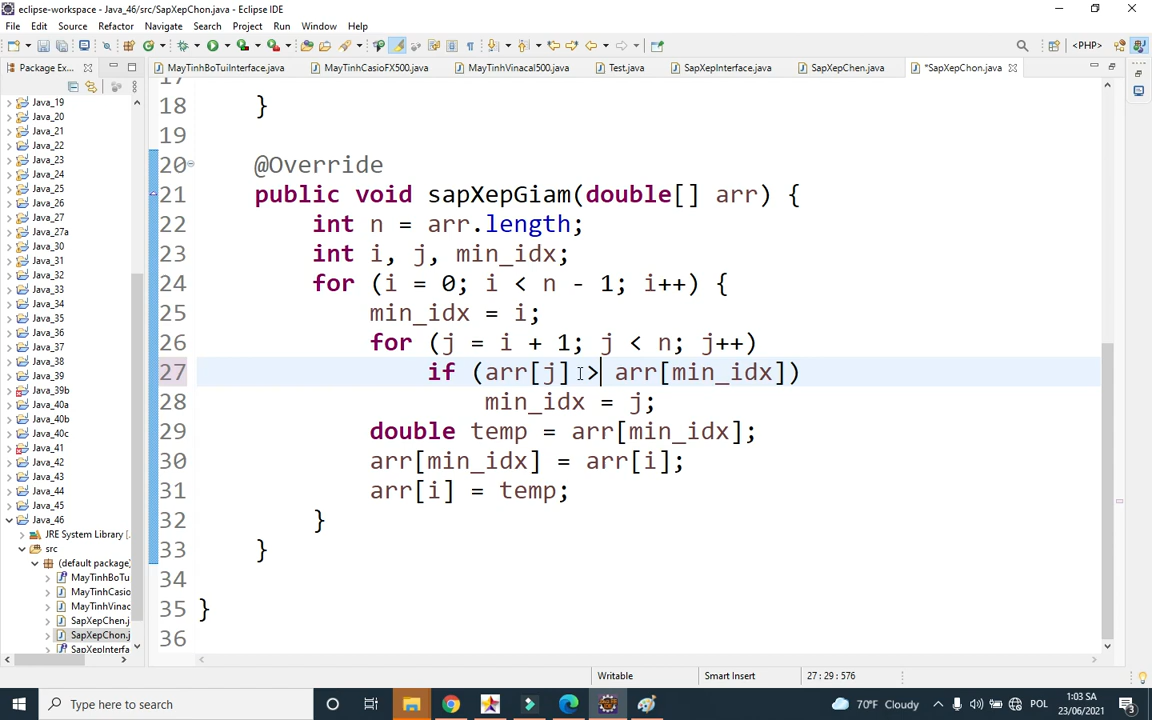 eclipse-workspace - Java_46/src/SapXepChon.java - Eclipse IDE
File Edit Source Refactor Navigate Search Project Run Window Help
<PHP>
Package Ex...
MayTinhBoTuiInterface.java MayTinhCasioFX500.java MayTinhVinacal500.java Test.java SapXepInterface.java SapXepChen.java *SapXepChon.java
Java_19
Java_20
Java_21
Java_22
Java_23
Java_24
Java_25
Java_26
Java_27
Java_27a
Java_30
Java_31
Java_32
Java_33
Java_34
Java_35
Java_36
Java_37
Java_38
Java_39
Java_39b
Java_40a
Java_40b
Java_40c
Java_41
Java_42
Java_43
Java_44
Java_45
Java_46
JRE System Library [
src
(default package)
MayTinhBoTu
MayTinhCasio
MayTinhVinac
SapXepChen.j
SapXepChon.j
SapXepInterfa
17
18 }
19
20 @Override
21 public void sapXepGiam(double[] arr) {
22 int n = arr.length;
23 int i, j, min_idx;
24 for (i = 0; i < n - 1; i++) {
25 min_idx = i;
26 for (j = i + 1; j < n; j++)
27 if (arr[j] > arr[min_idx])
28 min_idx = j;
29 double temp = arr[min_idx];
30 arr[min_idx] = arr[i];
31 arr[i] = temp;
32 }
33 }
34
35 }
36
Writable Smart Insert 27 : 29 : 576
Type here to search
70°F Cloudy POL 1:03 SA
23/06/2021
3